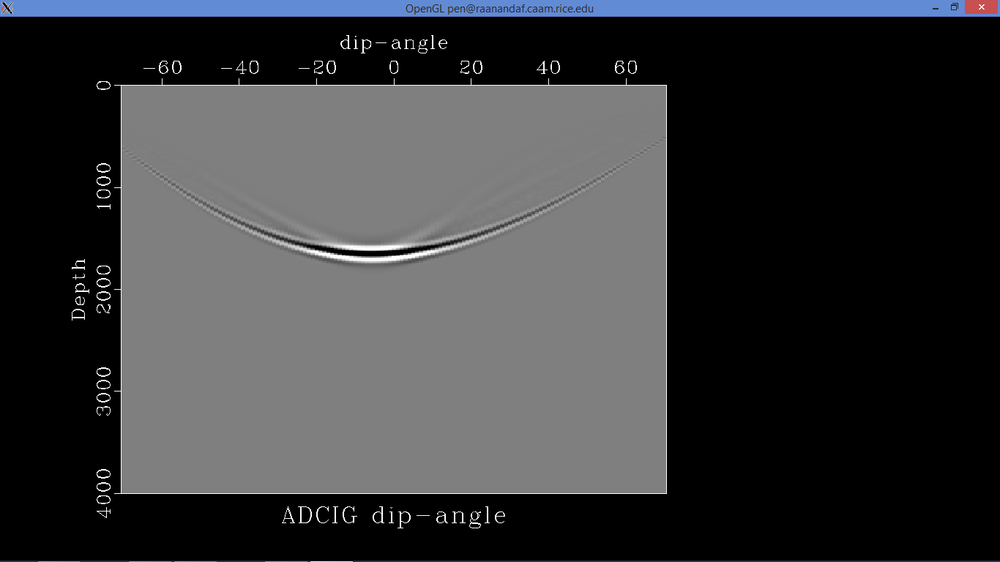 OpenGL pen@raanandaf.caam.rice.edu
dip-angle
-60 -40 -20 0 20 40 60
0
1000
2000
3000
4000
Depth
ADCIG dip-angle